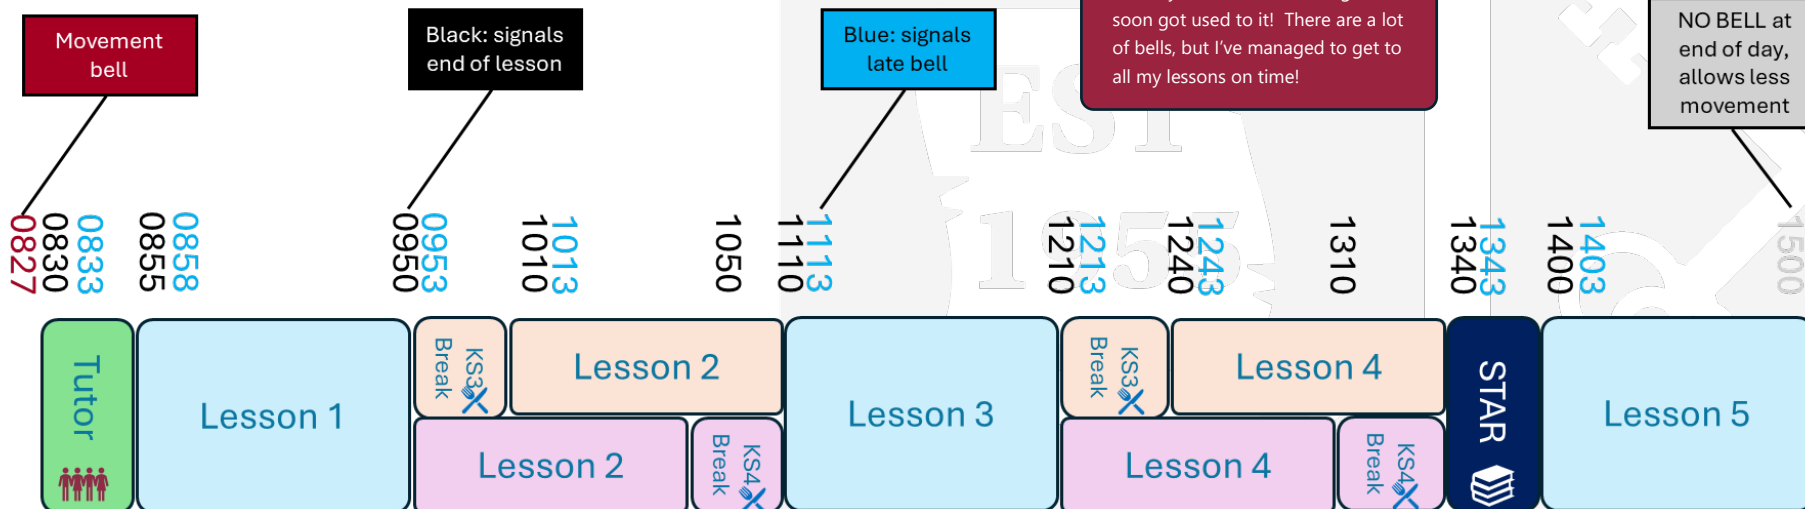 Movement
bell
Black: signals
end of lesson
Blue: signals
late bell
soon got used to it!  There are a lot
of bells, but I've managed to get to
all my lessons on time!
NO BELL at
end of day,
allows less
movement
EST
1955
0827
0830
0833
0855
0858
0950
0953
1010
1013
1050
1110
1113
1210
1213
1240
1243
1310
1340
1343
1400
1403
1500
Tutor
Lesson 1
KS3
Break
Lesson 2
Lesson 2
KS4
Break
Lesson 3
KS3
Break
Lesson 4
Lesson 4
KS4
Break
STAR
Lesson 5